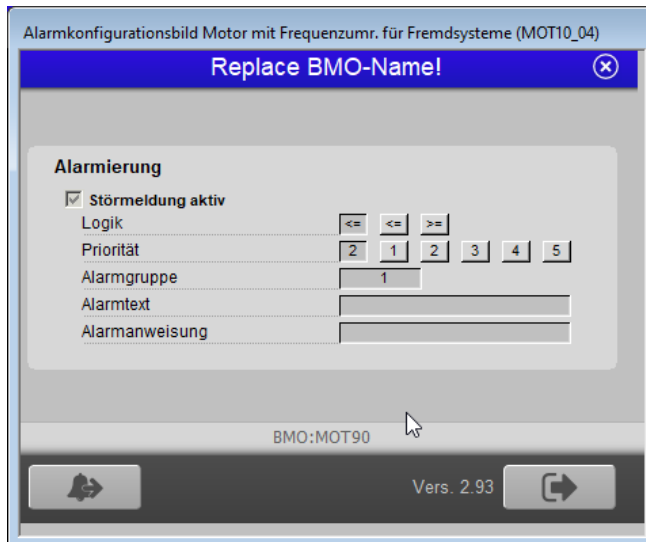 Alarmkonfigurationsbild Motor mit Frequenzumr. für Fremdsysteme (MOT10_04)
Replace BMO-Name!
Alarmierung
Störmeldung aktiv
Logik <= <= >=
Priorität 2 1 2 3 4 5
Alarmgruppe 1
Alarmtext
Alarmanweisung
BMO:MOT90
Vers. 2.93